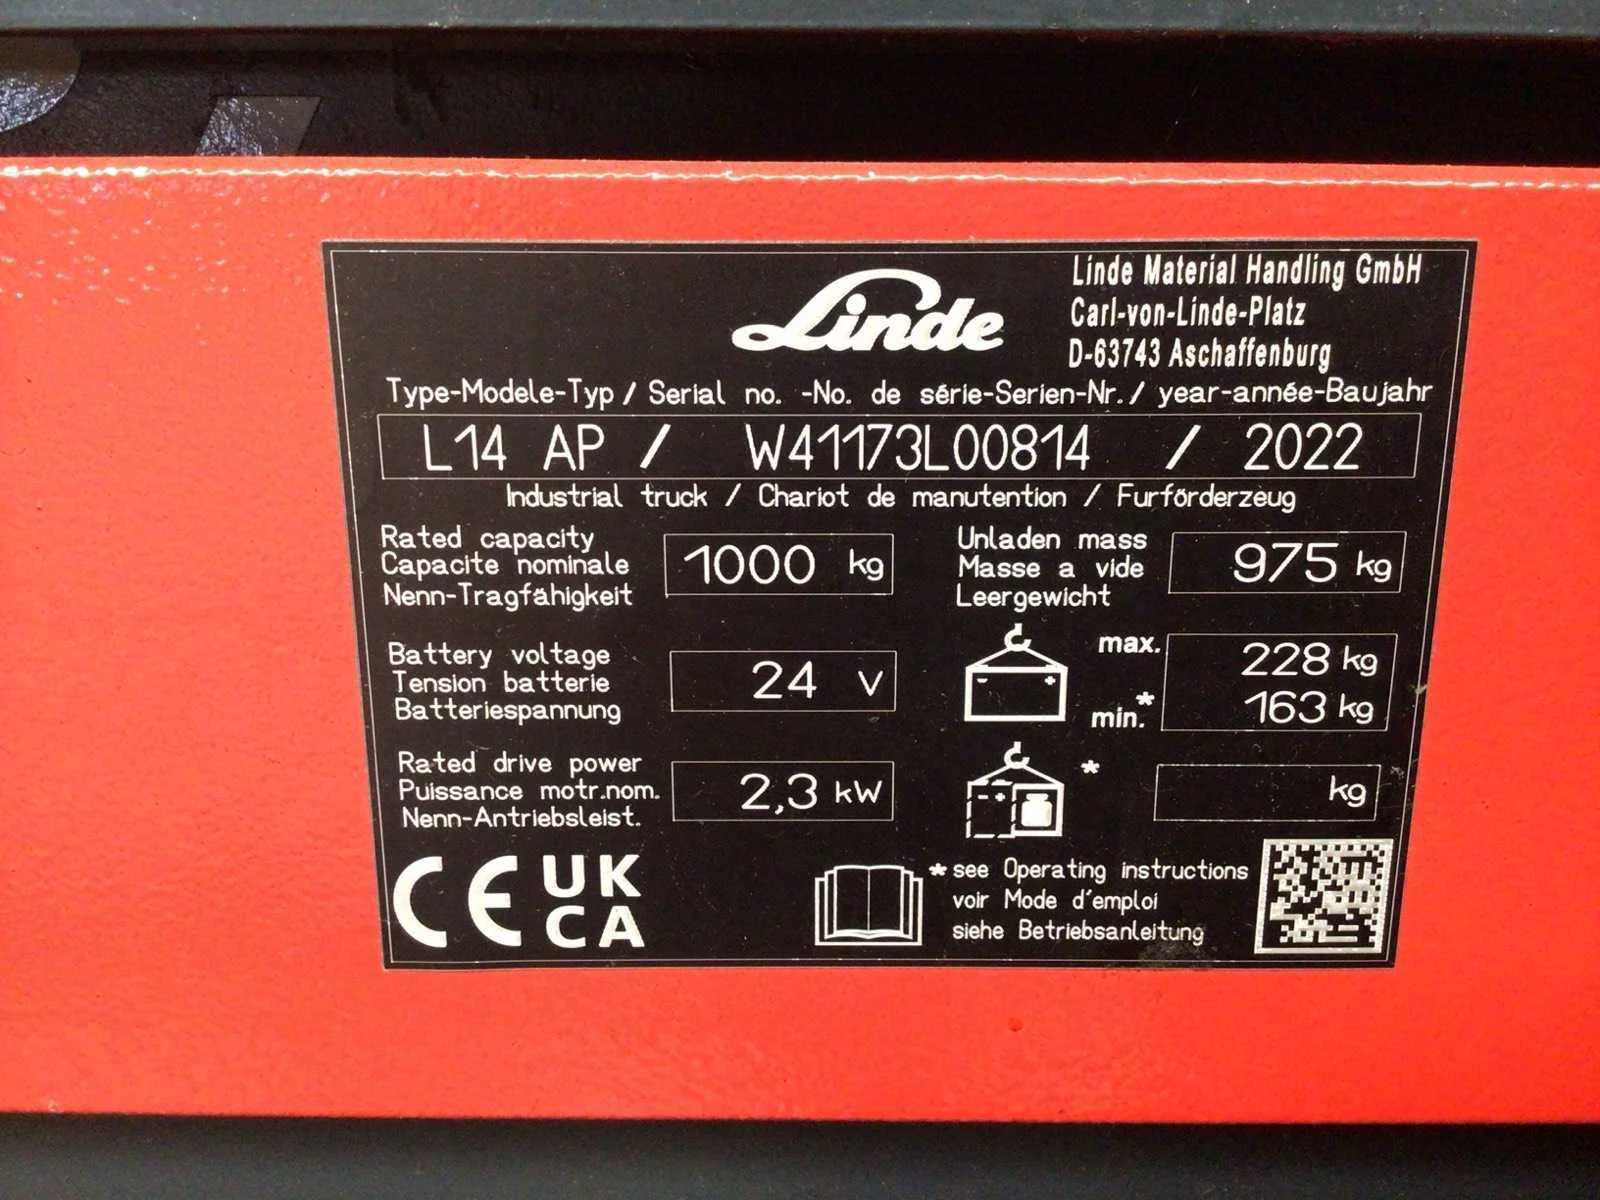 Linde
Linde Material Handling GmbH
Carl-von-Linde-Platz
D-63743 Aschaffenburg
Type-Modele-Typ / Serial no. -No. de série-Serien-Nr. / year-année-Baujahr
L14 AP / W41173L00814 / 2022
Industrial truck / Chariot de manutention / Furförderzeug
Rated capacity
Capacite nominale
Nenn-Tragfähigkeit
1000 kg
Unladen mass
Masse a vide
Leergewicht
975 kg
Battery voltage
Tension batterie
Batteriespannung
24 V
- +
max. 228 kg
min.* 163 kg
Rated drive power
Puissance motr.nom.
Nenn-Antriebsleist.
2,3 kW
- +
* kg
CE UK
CA
* see Operating instructions
voir Mode d'emploi
siehe Betriebsanleitung